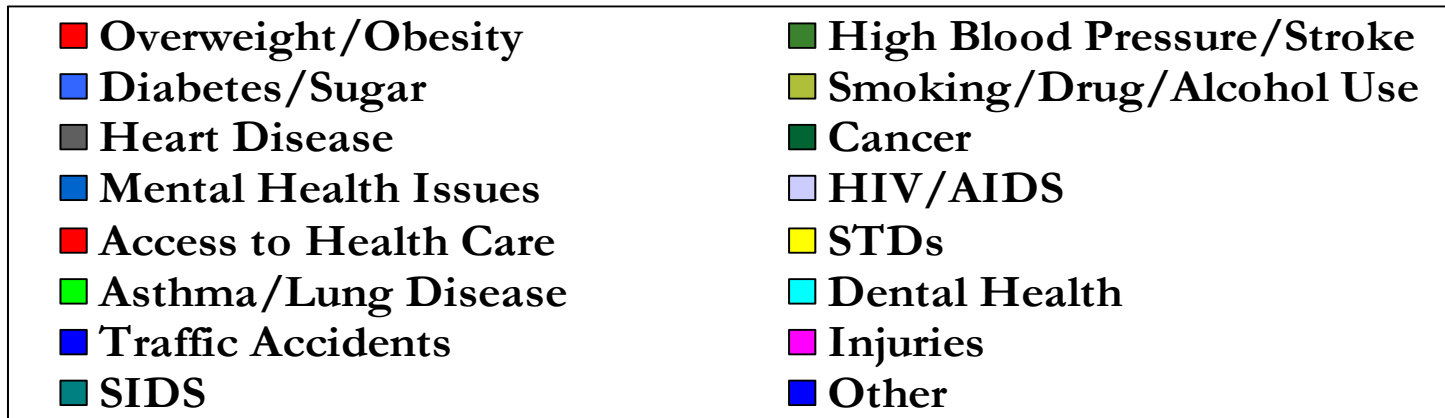 Overweight/Obesity
High Blood Pressure/Stroke
Diabetes/Sugar
Smoking/Drug/Alcohol Use
Heart Disease
Cancer
Mental Health Issues
HIV/AIDS
Access to Health Care
STDs
Asthma/Lung Disease
Dental Health
Traffic Accidents
Injuries
SIDS
Other